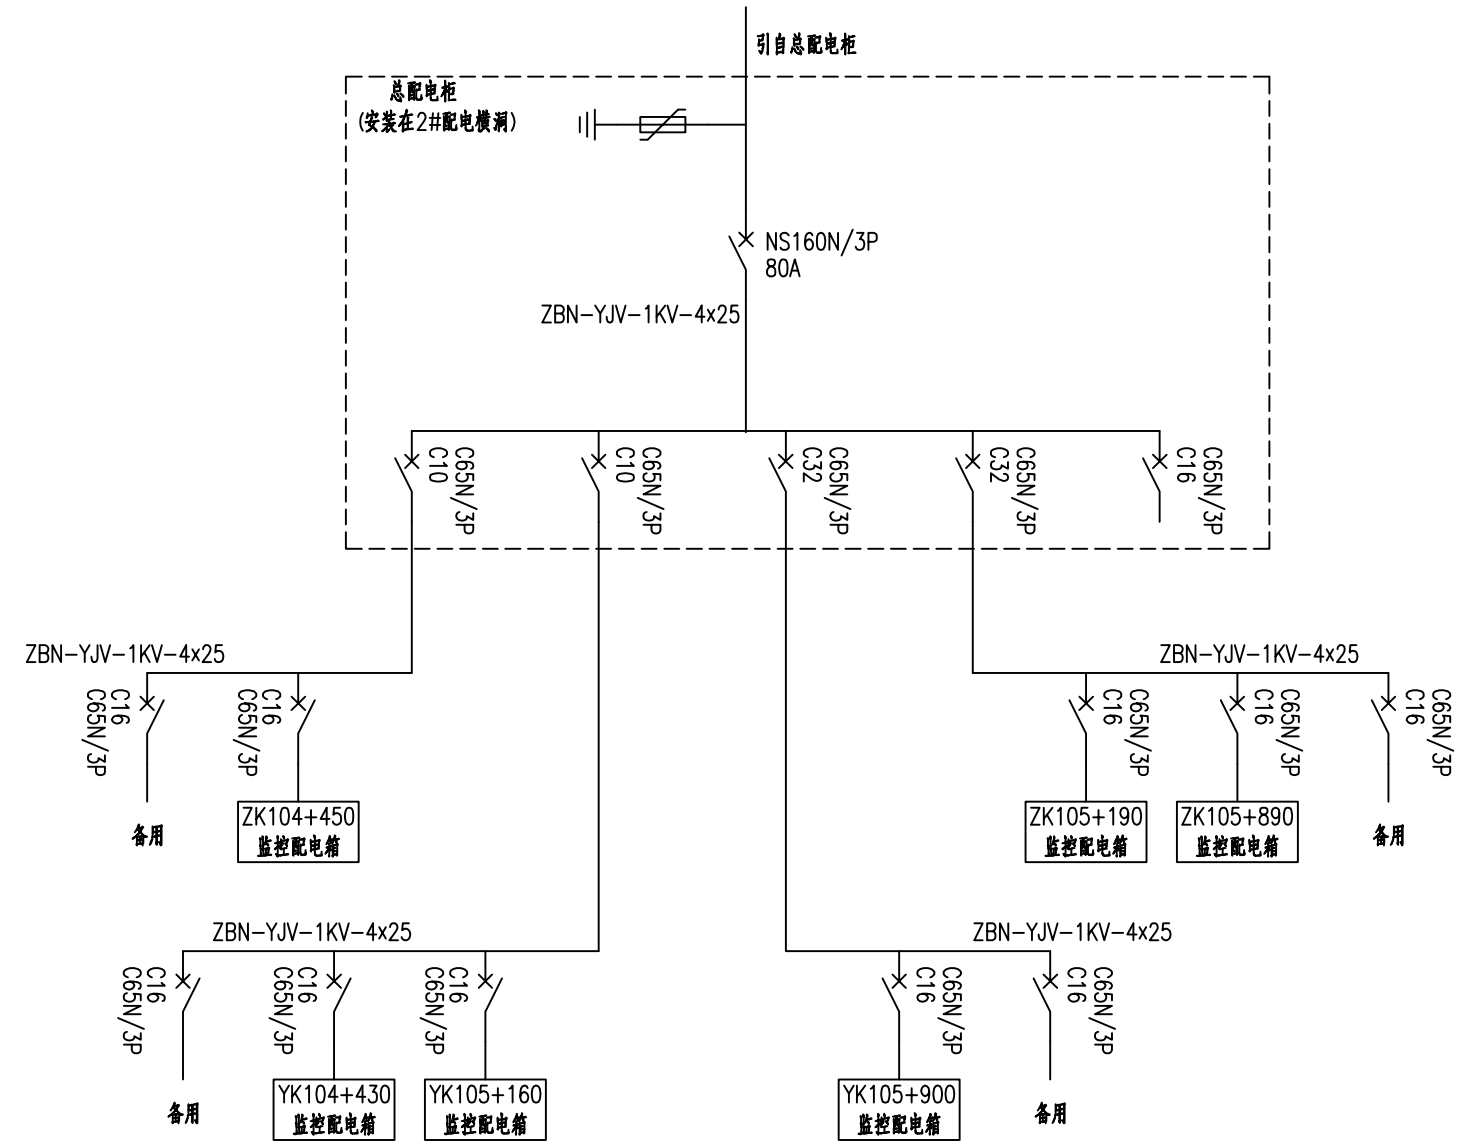 引自总配电柜
总配电柜
(安装在2#配电横洞)
NS160N/3P
80A
ZBN-YJV-1KV-4x25
C65N/3P
C10
C65N/3P
C10
C65N/3P
C32
C65N/3P
C32
C65N/3P
C16
ZBN-YJV-1KV-4x25
C16
C65N/3P
C16
C65N/3P
备用
ZK104+450
监控配电箱
ZBN-YJV-1KV-4x25
C65N/3P
C16
C65N/3P
C16
C65N/3P
C16
ZK105+190
监控配电箱
ZK105+890
监控配电箱
备用
ZBN-YJV-1KV-4x25
C16
C65N/3P
C16
C65N/3P
C16
C65N/3P
备用
YK104+430
监控配电箱
YK105+160
监控配电箱
ZBN-YJV-1KV-4x25
C65N/3P
C16
C65N/3P
C16
YK105+900
监控配电箱
备用